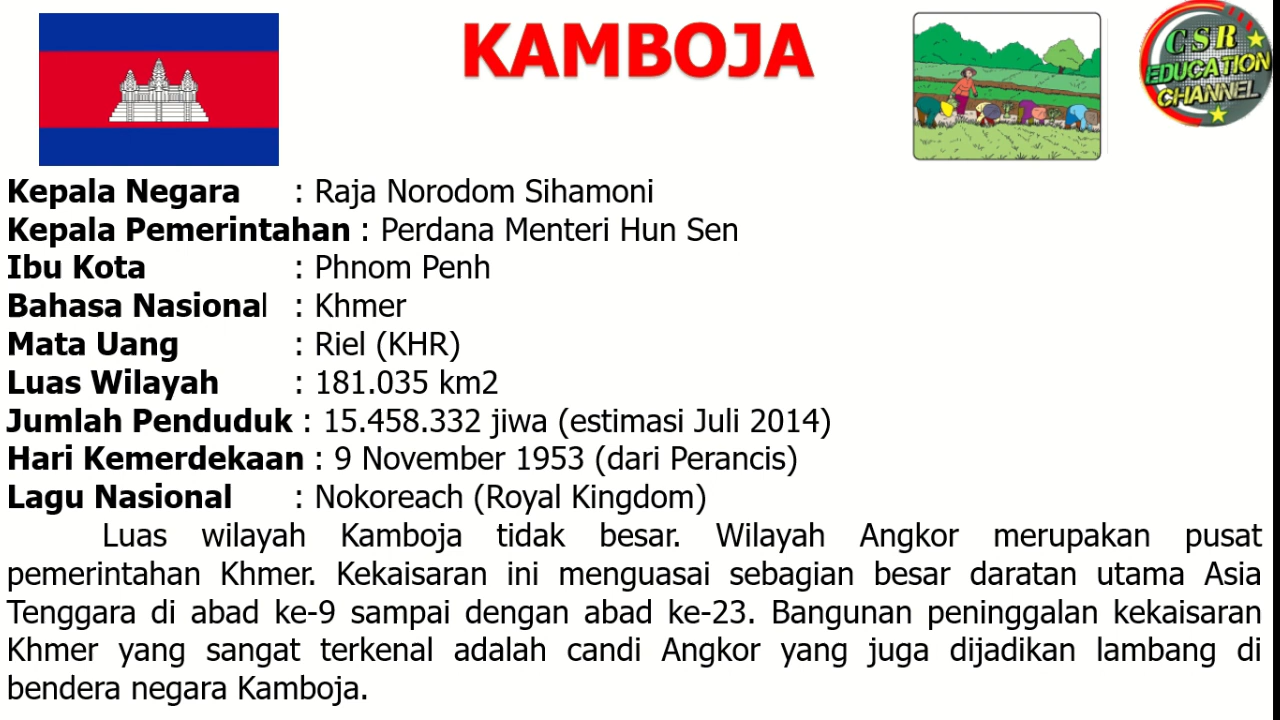 KAMBOJA
CSR
EDUCATION
CHANNEL
Kepala Negara : Raja Norodom Sihamoni
Kepala Pemerintahan : Perdana Menteri Hun Sen
Ibu Kota : Phnom Penh
Bahasa Nasional : Khmer
Mata Uang : Riel (KHR)
Luas Wilayah : 181.035 km2
Jumlah Penduduk : 15.458.332 jiwa (estimasi Juli 2014)
Hari Kemerdekaan : 9 November 1953 (dari Perancis)
Lagu Nasional : Nokoreach (Royal Kingdom)
Luas wilayah Kamboja tidak besar. Wilayah Angkor merupakan pusat
pemerintahan Khmer. Kekaisaran ini menguasai sebagian besar daratan utama Asia
Tenggara di abad ke-9 sampai dengan abad ke-23. Bangunan peninggalan kekaisaran
Khmer yang sangat terkenal adalah candi Angkor yang juga dijadikan lambang di
bendera negara Kamboja.